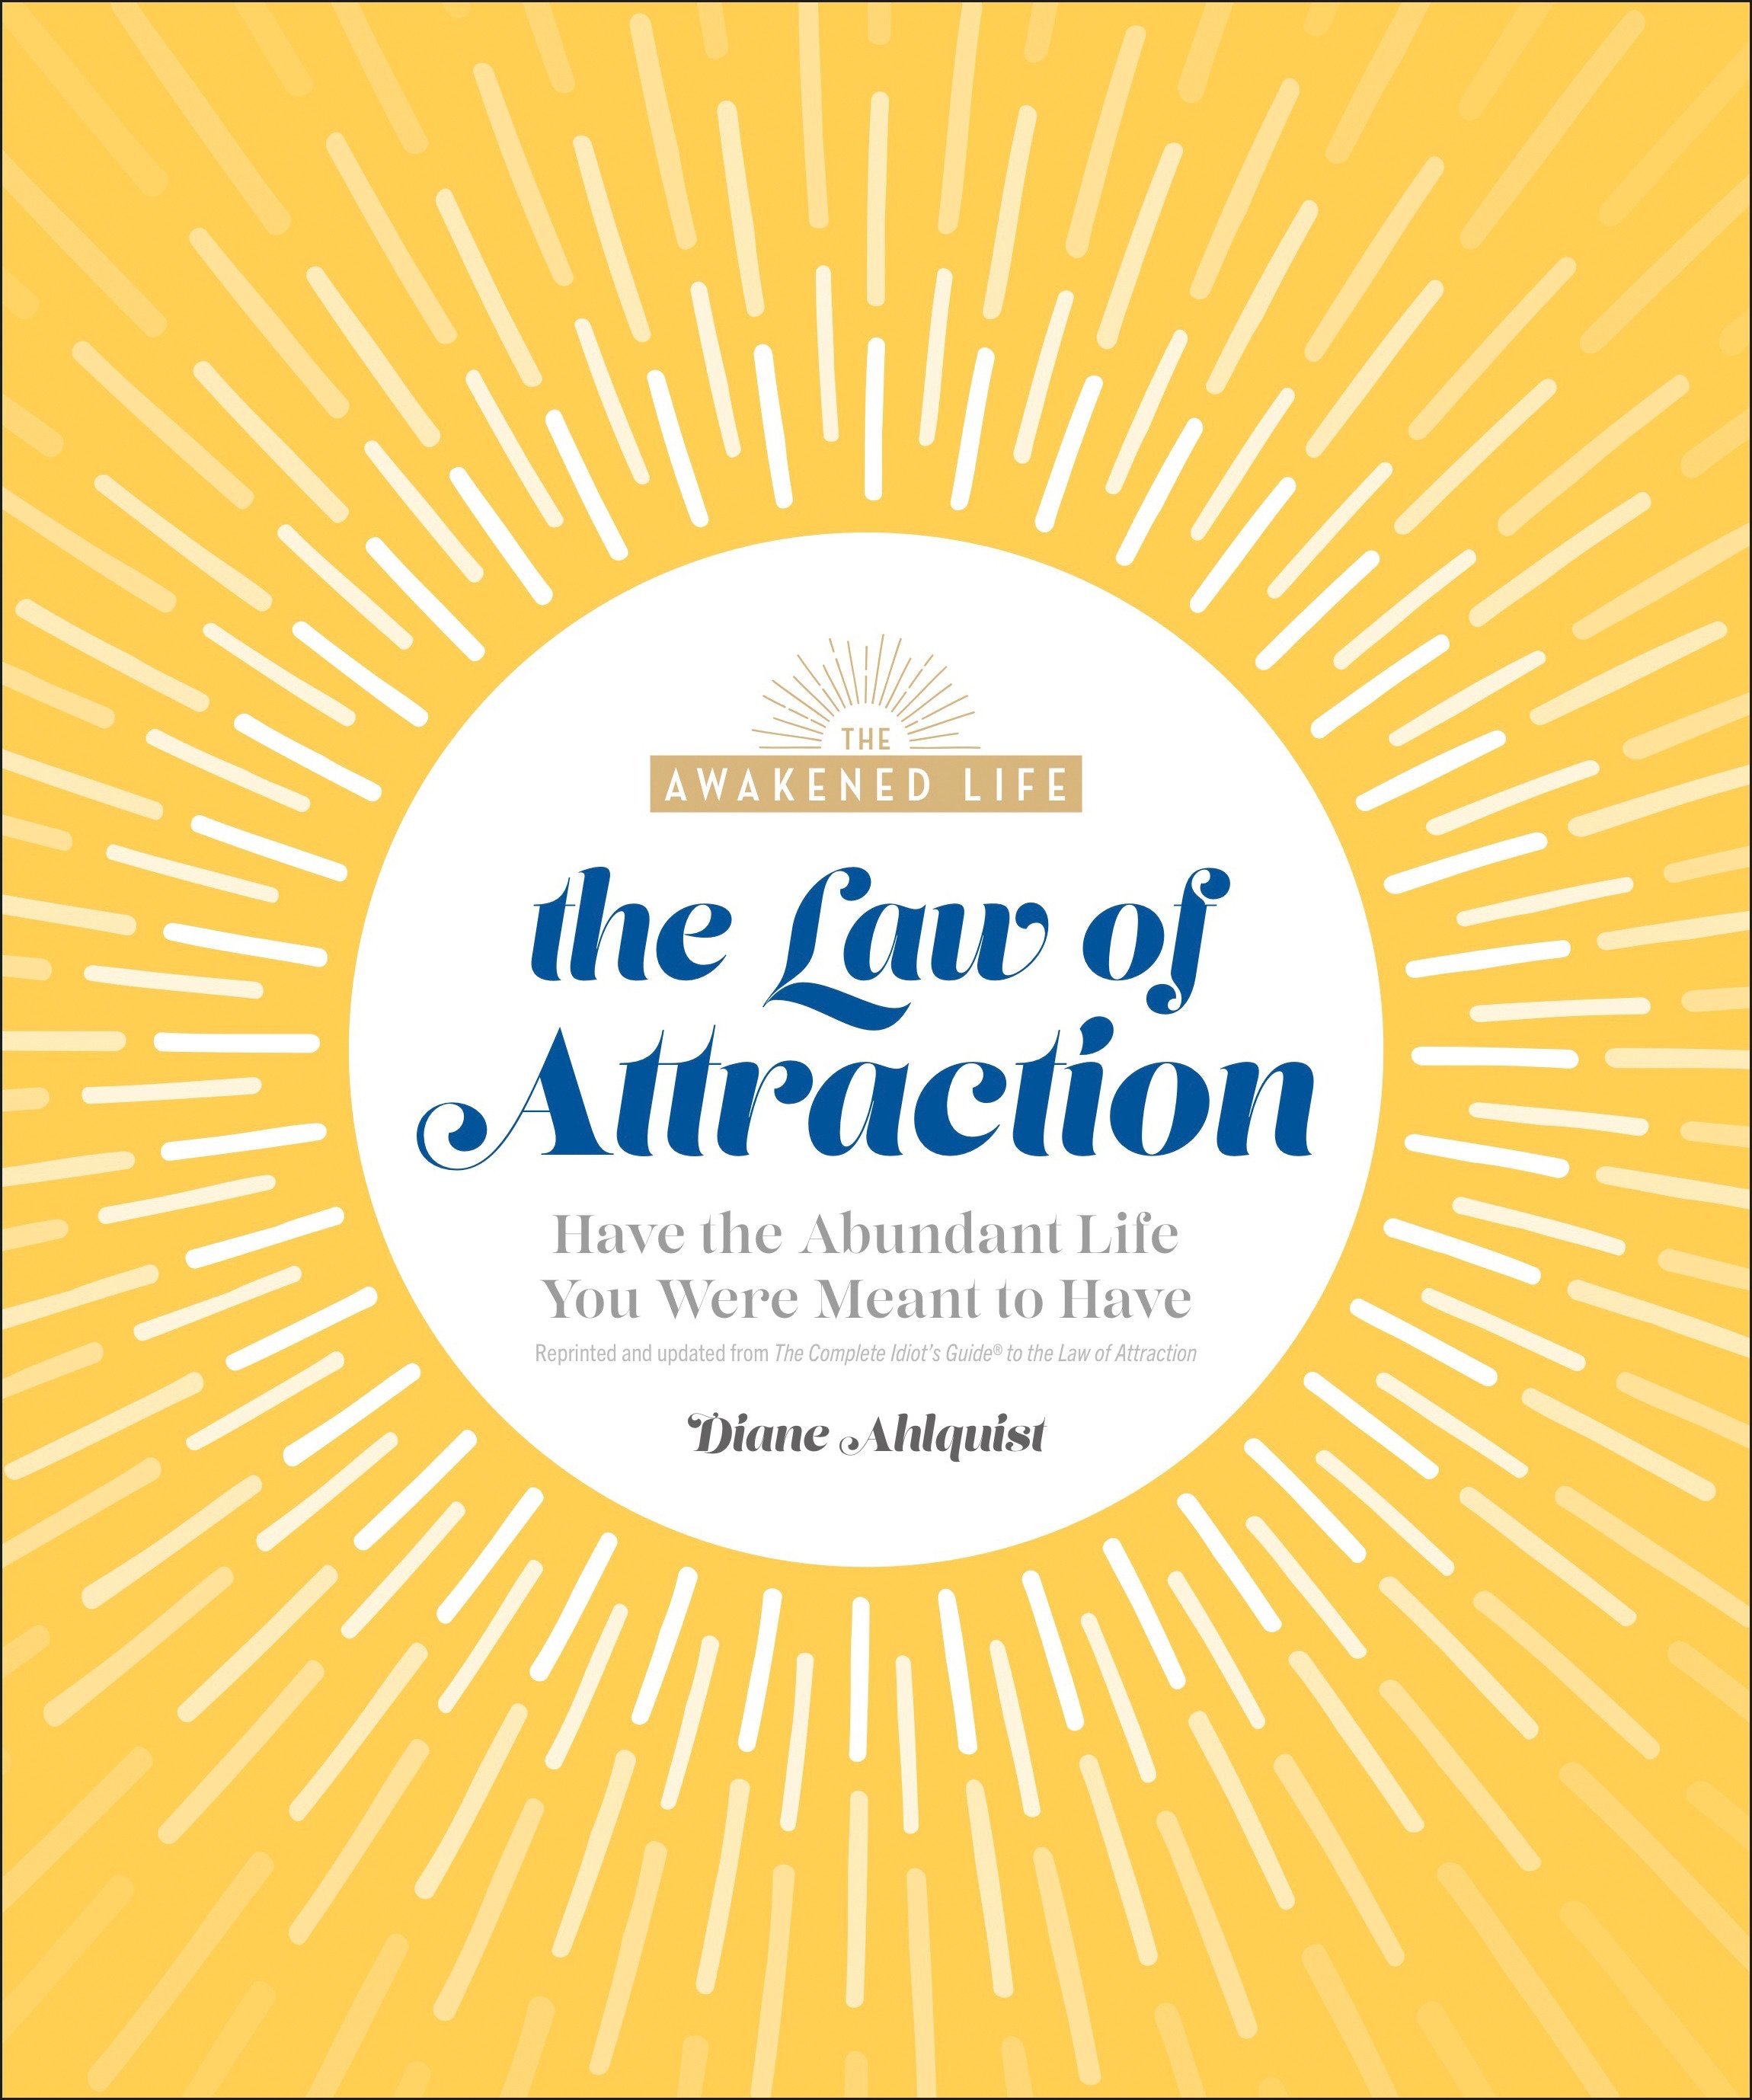 THE
AWAKENED LIFE
the Law of
Attraction
Have the Abundant Life
You Were Meant to Have
Reprinted and updated from The Complete Idiot's Guide® to the Law of Attraction
Diane Ahlquist